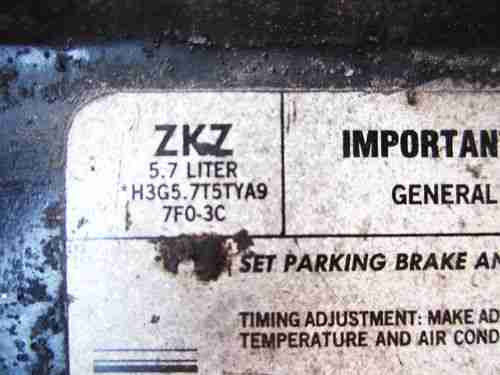 ZKZ
5.7 LITER
*H3G5.7T5TYA9
7F0-3C
IMPORTAN
GENERAL
SET PARKING BRAKE AN
TIMING ADJUSTMENT: MAKE AD
TEMPERATURE AND AIR COND